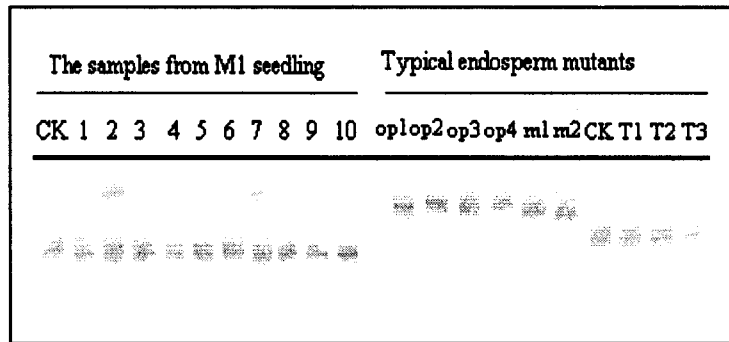 The samples from M1 seedling
Typical endosperm mutants
CK 1 2 3 4 5 6 7 8 9 10 op1 op2 op3 op4 m1 m2 CK T1 T2 T3